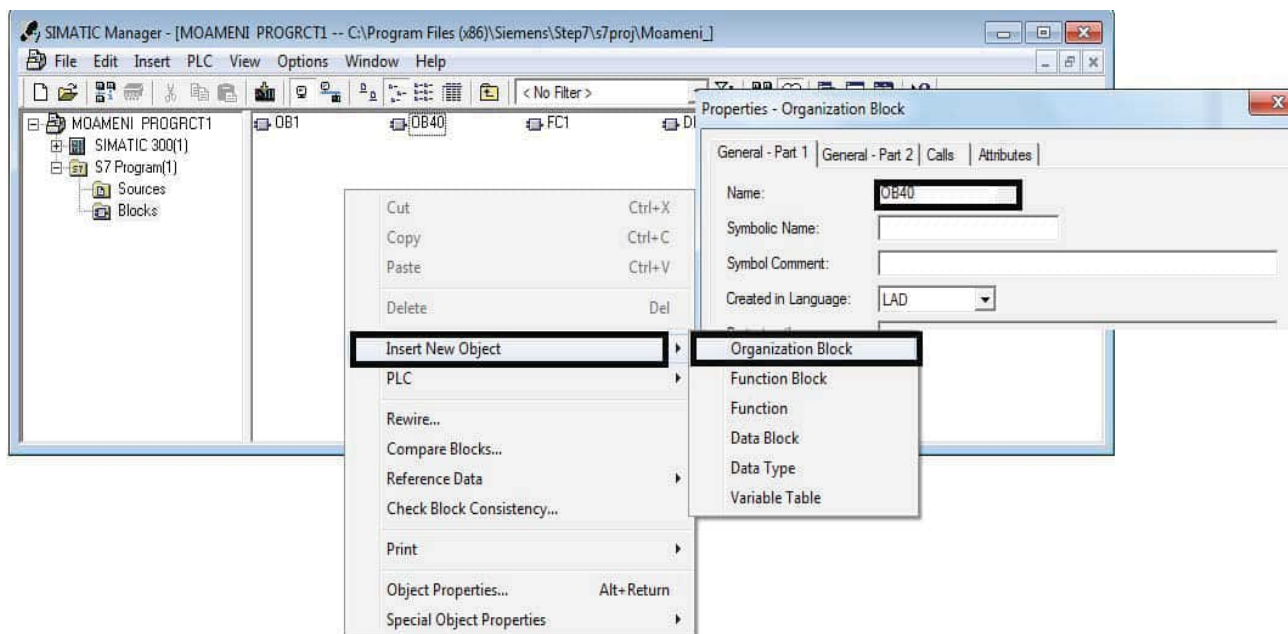 SIMATIC Manager - [MOAMENI PROGRCT1 -- C:\Program Files (x86)\Siemens\Step7\s7proj\Moameni_]
File Edit Insert PLC View Options Window Help
< No Filter >
MOAMENI PROGRCT1
SIMATIC 300(1)
S7 Program(1)
Sources
Blocks
OB1 OB40 FC1
Cut Ctrl+X
Copy Ctrl+C
Paste Ctrl+V
Delete Del
Insert New Object
PLC
Rewire...
Compare Blocks...
Reference Data
Check Block Consistency...
Print
Object Properties... Alt+Return
Special Object Properties
Properties - Organization Block
General - Part 1 General - Part 2 Calls Attributes
Name: OB40
Symbolic Name:
Symbol Comment:
Created in Language: LAD
Organization Block
Function Block
Function
Data Block
Data Type
Variable Table